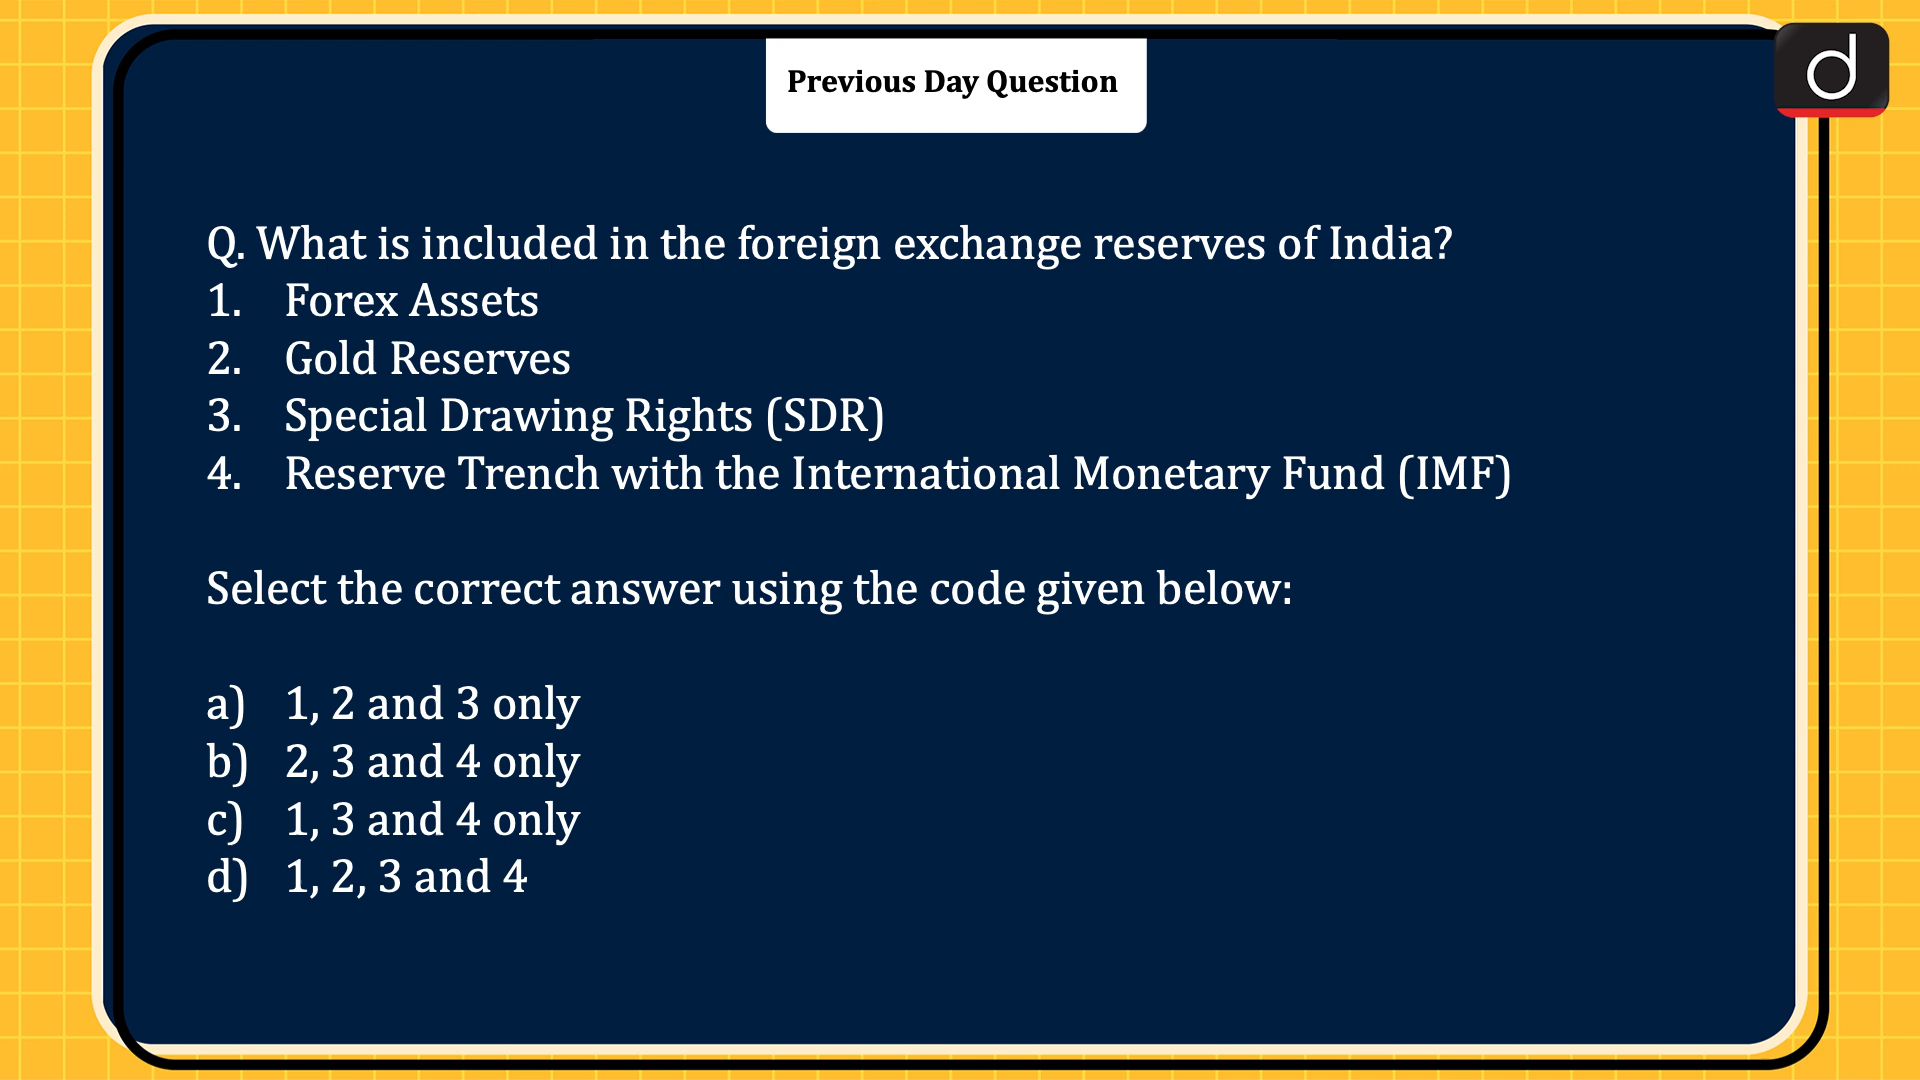 Previous Day Question
d
Q. What is included in the foreign exchange reserves of India?
1. Forex Assets
2. Gold Reserves
3. Special Drawing Rights (SDR)
4. Reserve Trench with the International Monetary Fund (IMF)
Select the correct answer using the code given below:
a) 1, 2 and 3 only
b) 2, 3 and 4 only
c) 1, 3 and 4 only
d) 1, 2, 3 and 4